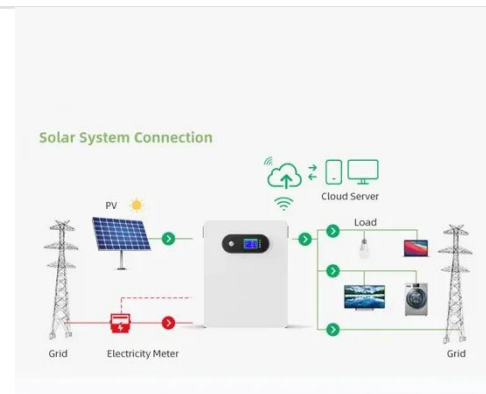 Solar System Connection
Cloud Server
PV
Load
Grid
Electricity Meter
Grid